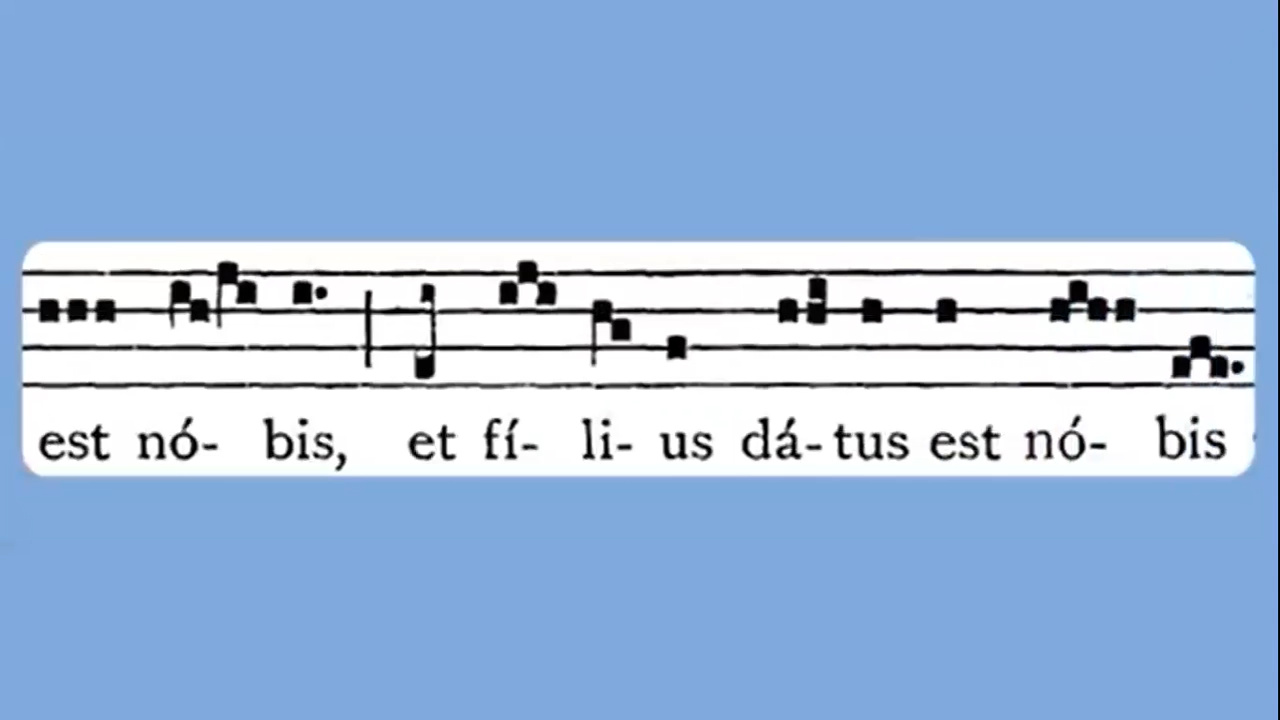 est nó- bis, et fí- li- us dá- tus est nó- bis